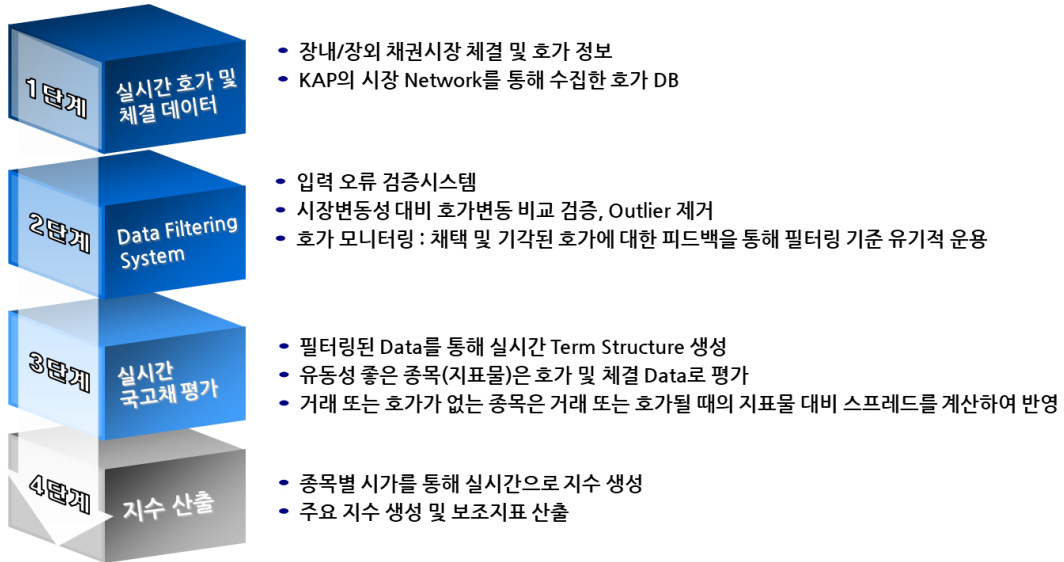 1단계
실시간 호가 및
체결 데이터
• 장내/장외 채권시장 체결 및 호가 정보
• KAP의 시장 Network를 통해 수집한 호가 DB
2단계
Data Filtering
System
• 입력 오류 검증시스템
• 시장변동성 대비 호가변동 비교 검증, Outlier 제거
• 호가 모니터링 : 채택 및 기각된 호가에 대한 피드백을 통해 필터링 기준 유기적 운용
3단계
실시간
국고채 평가
• 필터링된 Data를 통해 실시간 Term Structure 생성
• 유동성 좋은 종목(지표물)은 호가 및 체결 Data로 평가
• 거래 또는 호가가 없는 종목은 거래 또는 호가될 때의 지표물 대비 스프레드를 계산하여 반영
4단계
지수 산출
• 종목별 시가를 통해 실시간으로 지수 생성
• 주요 지수 생성 및 보조지표 산출